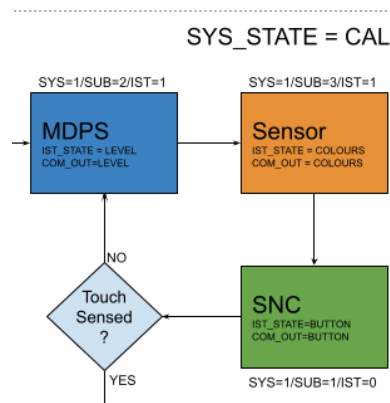 SYS_STATE = CAL
SYS=1/SUB=2/IST=1
SYS=1/SUB=3/IST=1
MDPS
IST_STATE = LEVEL
COM_OUT=LEVEL
Sensor
IST_STATE = COLOURS
COM_OUT = COLOURS
NO
Touch
Sensed
?
YES
SNC
IST_STATE=BUTTON
COM_OUT=BUTTON
SYS=1/SUB=1/IST=0